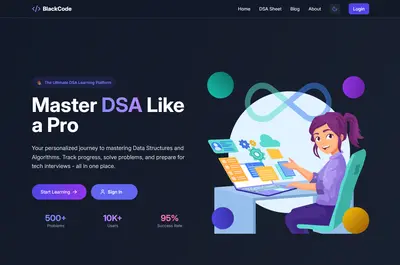 </> BlackCode
Home DSA Sheet Blog About Login
The Ultimate DSA Learning Platform
Master DSA Like
a Pro
Your personalized journey to mastering Data Structures and
Algorithms. Track progress, solve problems, and prepare for
tech interviews - all in one place.
Start Learning → Sign In
500+ 10K+ 95%
Problems Users Success Rate